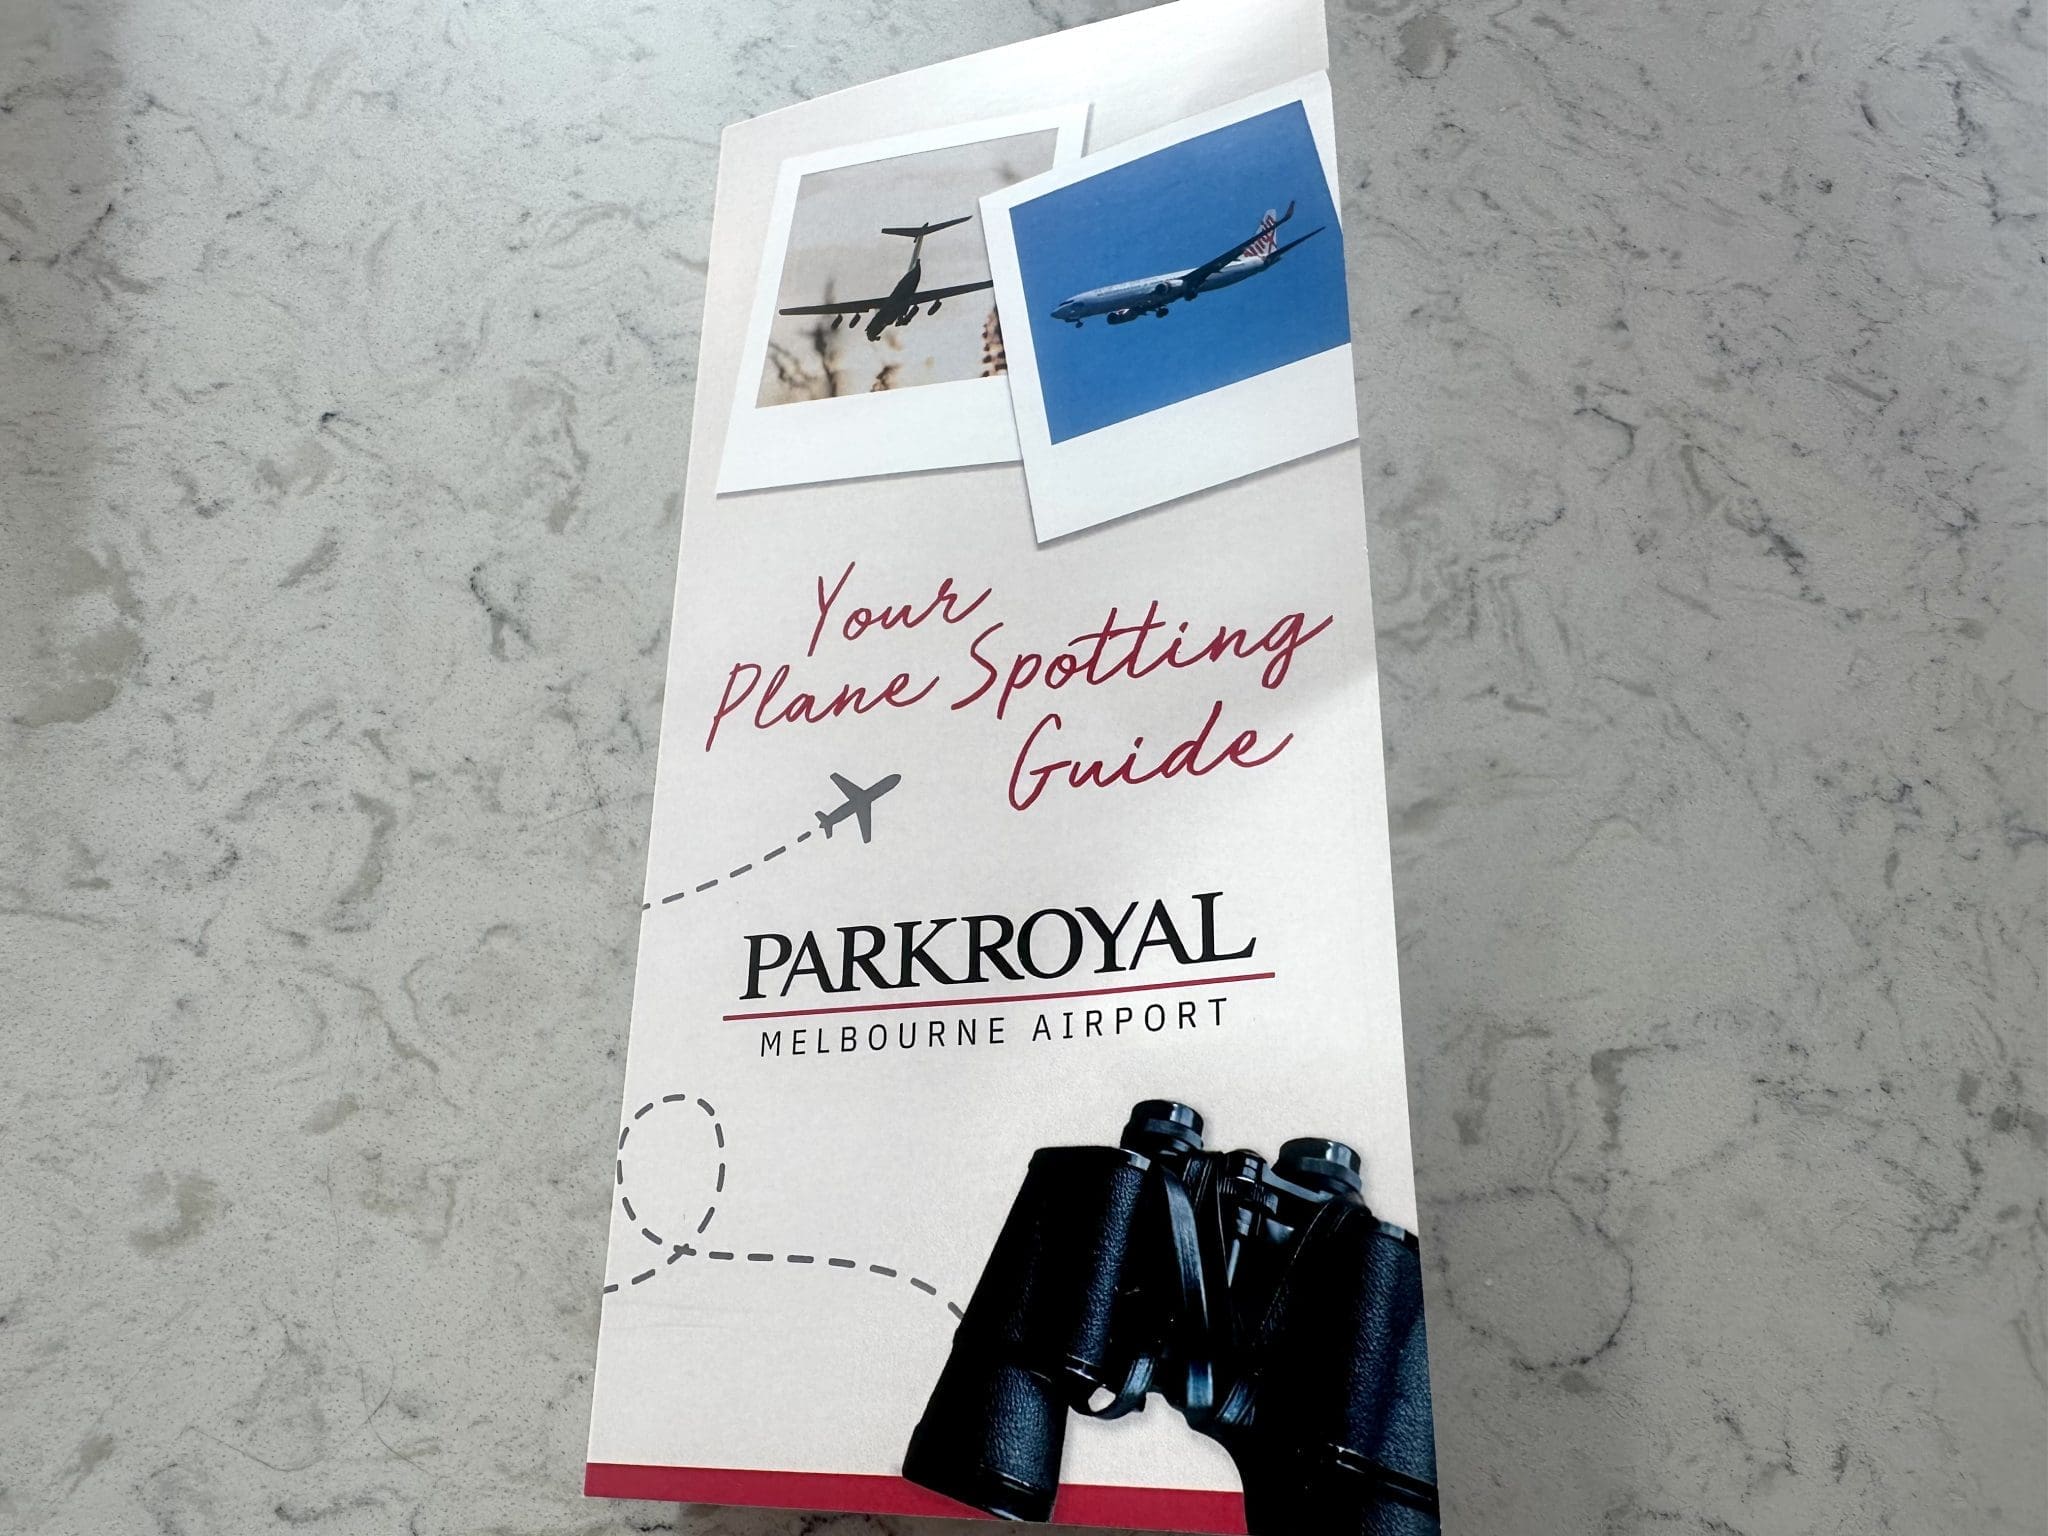 Your
Plane Spotting
Guide
PARKROYAL
MELBOURNE AIRPORT